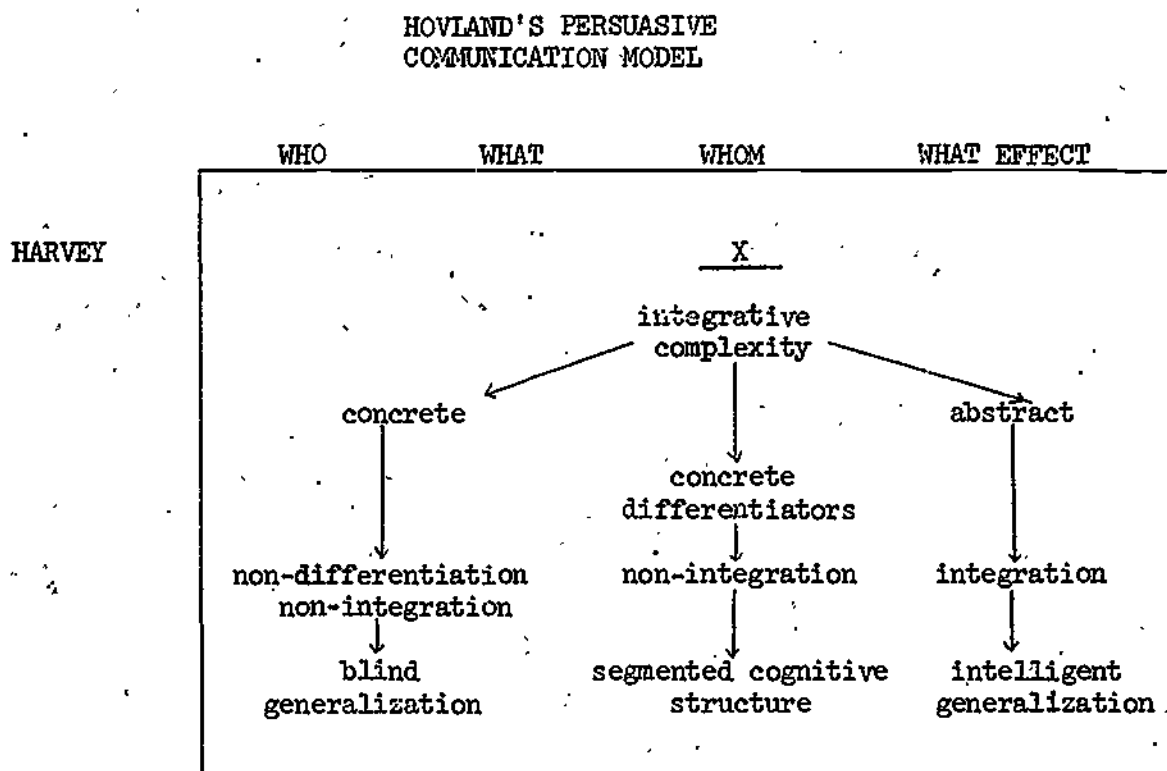 HOVLAND'S PERSUASIVE
COMMUNICATION MODEL
WHO WHAT WHOM WHAT EFFECT
HARVEY
X
integrative
complexity
concrete abstract
concrete
differentiators
non-differentiation non-integration integration
non-integration
blind segmented cognitive intelligent
generalization structure generalization